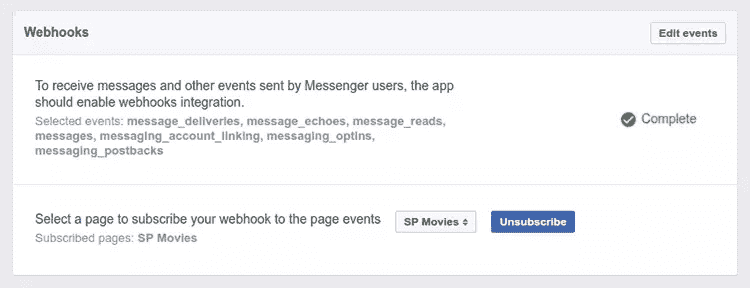 Webhooks
Edit events
To receive messages and other events sent by Messenger users, the app
should enable webhooks integration.
Selected events: message_deliveries, message_echoes, message_reads,
messages, messaging_account_linking, messaging_optins,
messaging_postbacks
Complete
Select a page to subscribe your webhook to the page events
SP Movies
Unsubscribe
Subscribed pages: SP Movies